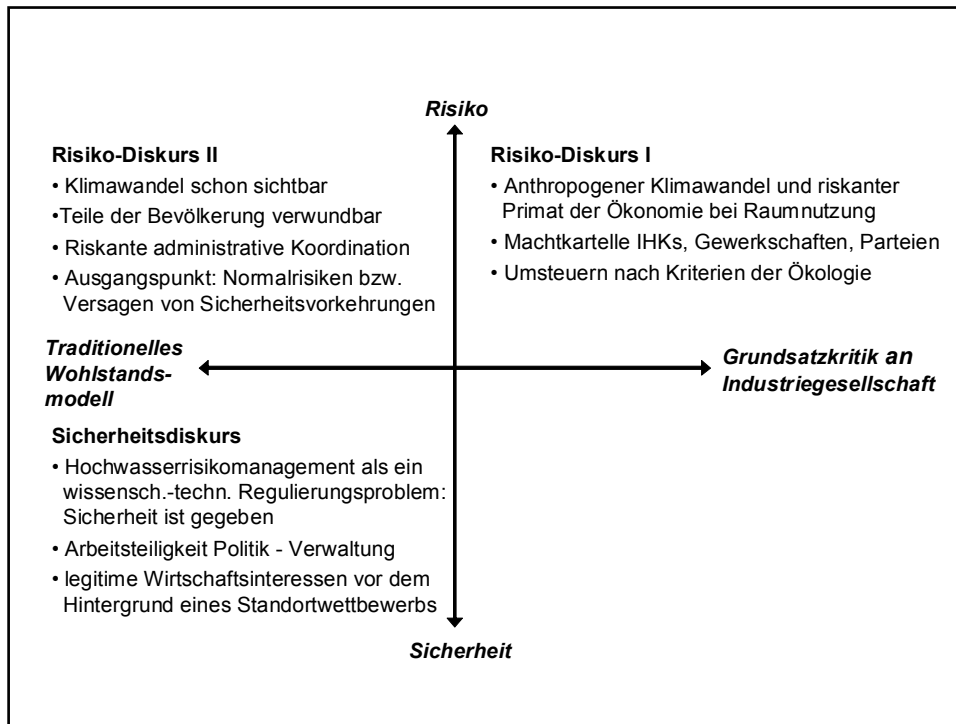 Risiko
Risiko-Diskurs II
• Klimawandel schon sichtbar
•Teile der Bevölkerung verwundbar
• Riskante administrative Koordination
• Ausgangspunkt: Normalrisiken bzw.
Versagen von Sicherheitsvorkehrungen
Risiko-Diskurs I
• Anthropogener Klimawandel und riskanter
Primat der Ökonomie bei Raumnutzung
• Machtkartelle IHKs, Gewerkschaften, Parteien
• Umsteuern nach Kriterien der Ökologie
Traditionelles
Wohlstands-
modell
Grundsatzkritik an
Industriegesellschaft
Sicherheitsdiskurs
• Hochwasserrisikomanagement als ein
wissensch.-techn. Regulierungsproblem:
Sicherheit ist gegeben
• Arbeitsteiligkeit Politik - Verwaltung
• legitime Wirtschaftsinteressen vor dem
Hintergrund eines Standortwettbewerbs
Sicherheit